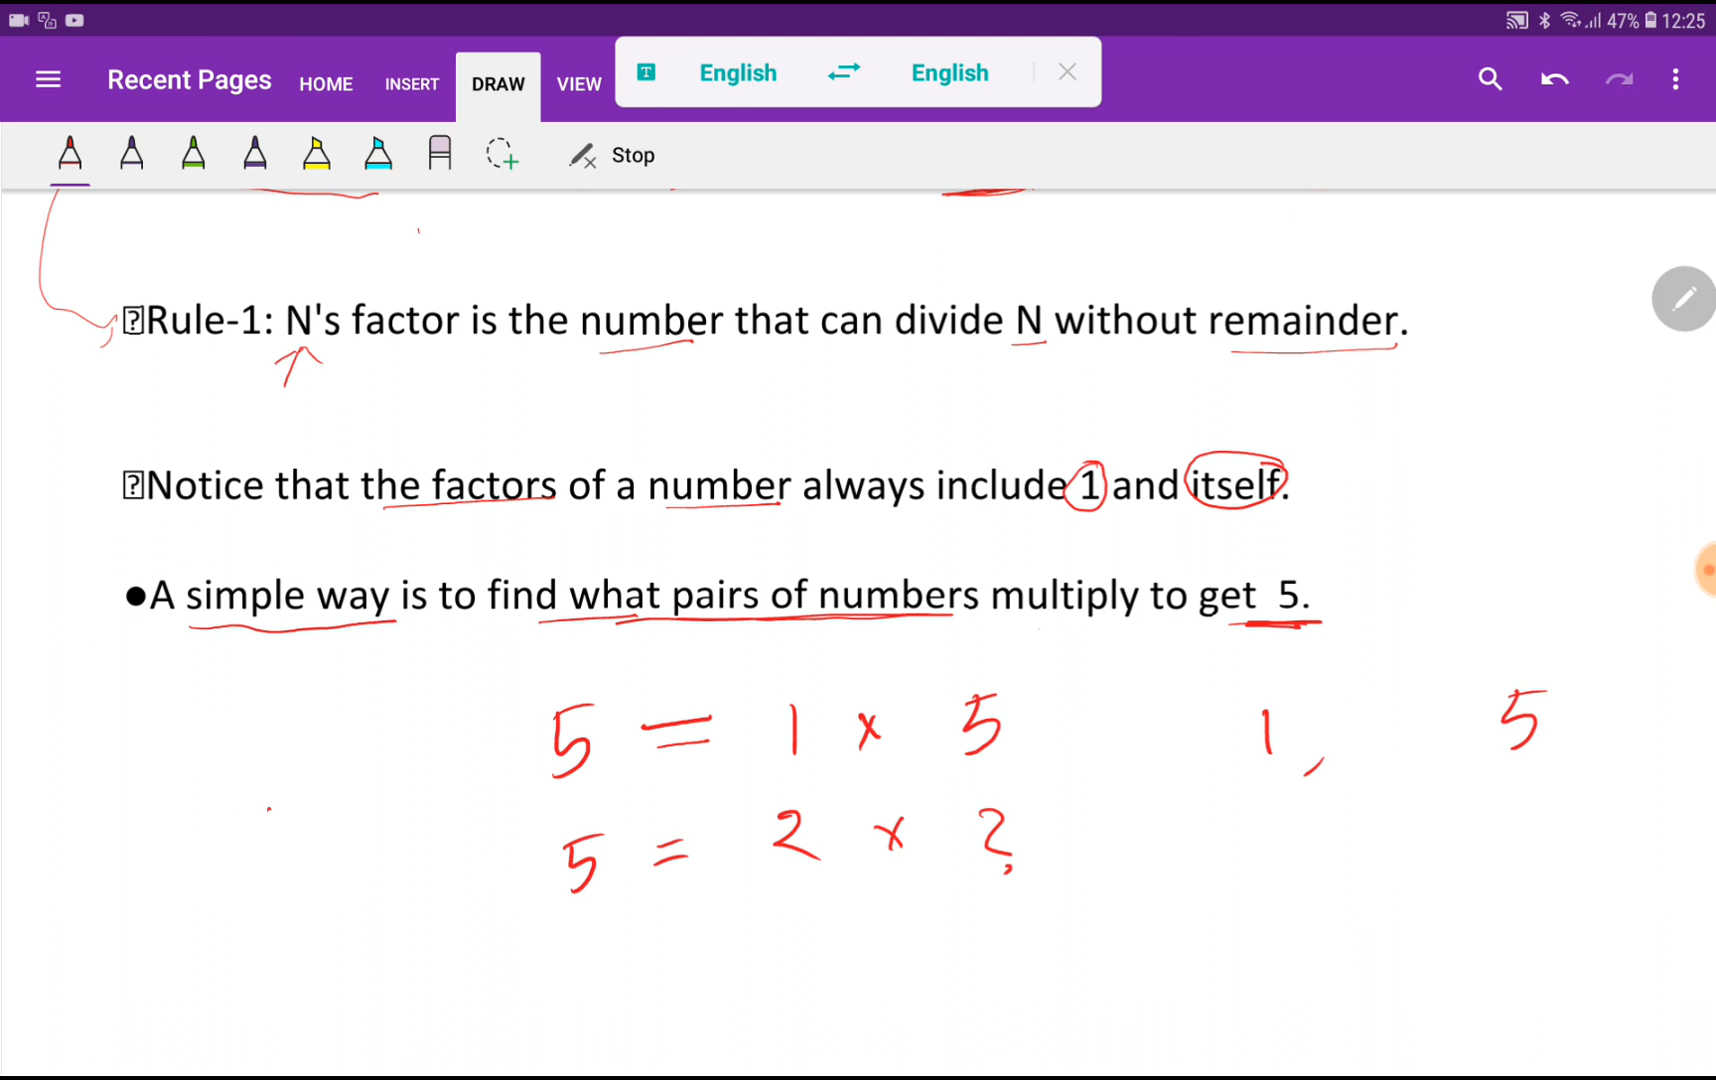 47% 12:25
Recent Pages HOME INSERT DRAW VIEW English English
Stop
Rule-1: N's factor is the number that can divide N without remainder.
Notice that the factors of a number always include 1 and itself.
●A simple way is to find what pairs of numbers multiply to get 5.
5 = 1 x 5 1, 5
5 = 2 x ?